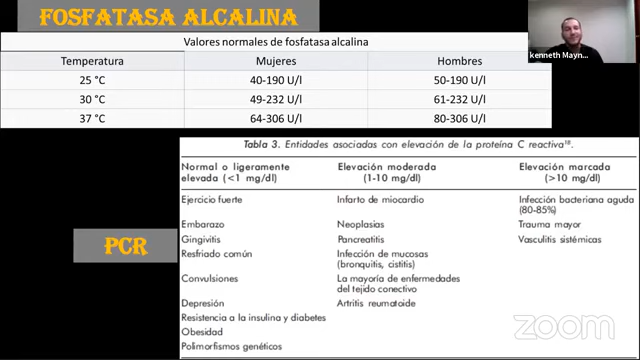 FOSFATASA ALCALINA
kenneth Mayn...
Valores normales de fosfatasa alcalina
Temperatura Mujeres Hombres
25 °C 40-190 U/l 50-190 U/l
30 °C 49-232 U/l 61-232 U/l
37 °C 64-306 U/l 80-306 U/l
PCR
Tabla 3. Entidades asociadas con elevación de la proteína C reactiva¹⁸.
Normal o ligeramente Elevación moderada Elevación marcada
elevada (<1 mg/dl) (1-10 mg/dl) (>10 mg/dl)
Ejercicio fuerte Infarto de miocardio Infección bacteriana aguda
(80-85%)
Embarazo Neoplasias Trauma mayor
Gingivitis Pancreatitis Vasculitis sistémicas
Resfriado común Infección de mucosas
(bronquitis, cistitis)
Convulsiones La mayoría de enfermedades
del tejido conectivo
Depresión Artritis reumatoide
Resistencia a la insulina y diabetes
Obesidad
Polimorfismos genéticos
zoom